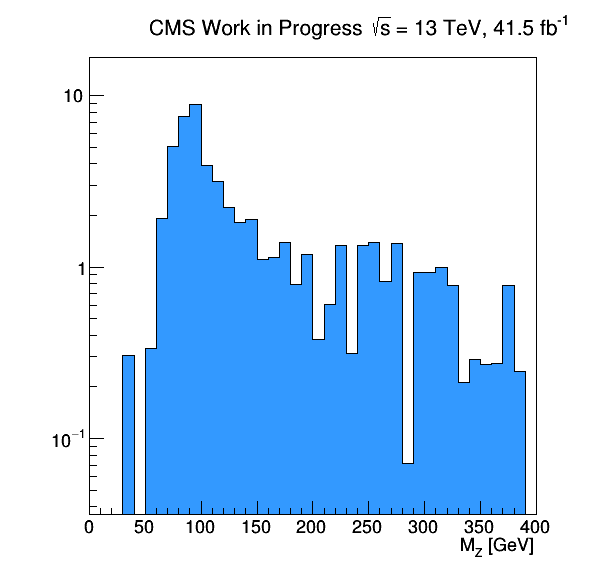 CMS Work in Progress √s = 13 TeV, 41.5 fb⁻¹
10
1
10⁻¹
0 50 100 150 200 250 300 350 400
M_Z [GeV]